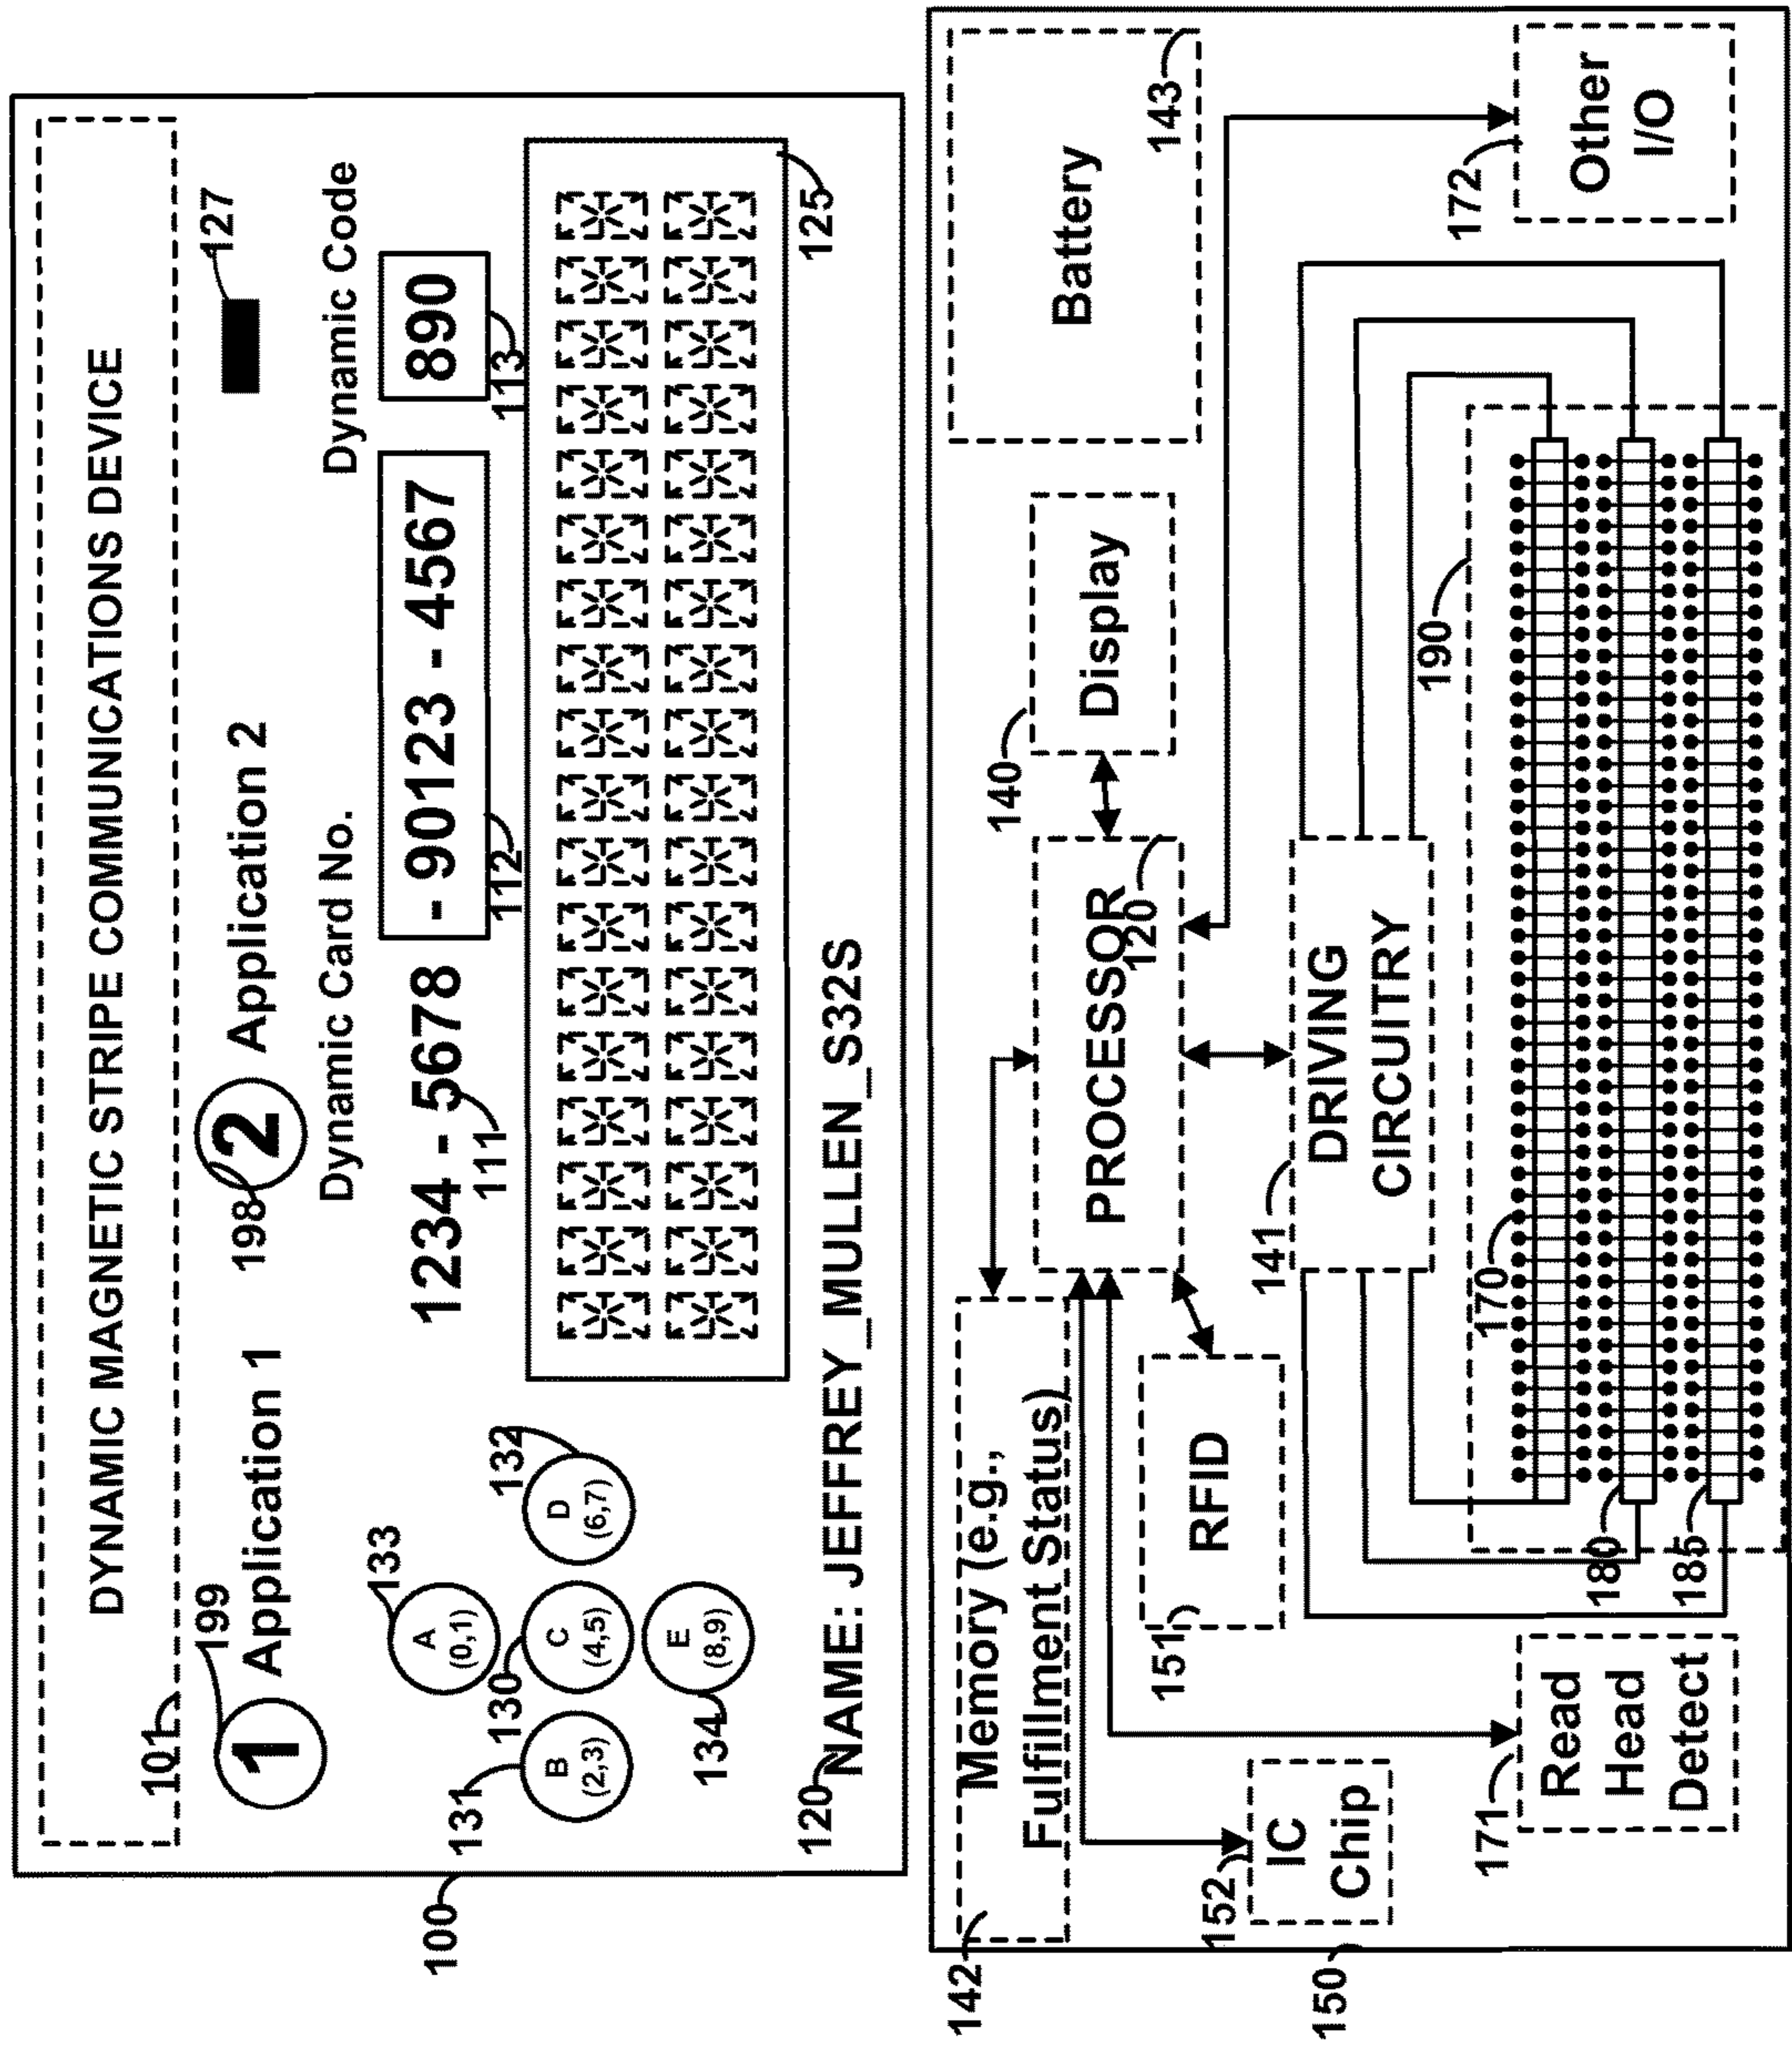 DYNAMIC MAGNETIC STRIPE COMMUNICATIONS DEVICE
101
199
1 Application 1
198
2 Application 2
127
133
Dynamic Card No.
Dynamic Code
A
(0,1)
1234 - 5678
- 90123 - 4567
890
111
112
113
131
130
132
B
(2,3)
C
(4,5)
D
(6,7)
134
E
(8,9)
125
120
NAME: JEFFREY_MULLEN_S32S
100
142
Memory (e.g.,
Fulfillment Status)
140
Display
Battery
143
PROCESSOR
120
151
RFID
152
IC
Chip
141
DRIVING
CIRCUITRY
190
172
Other
I/O
171
Read
Head
Detect
170
180
185
150